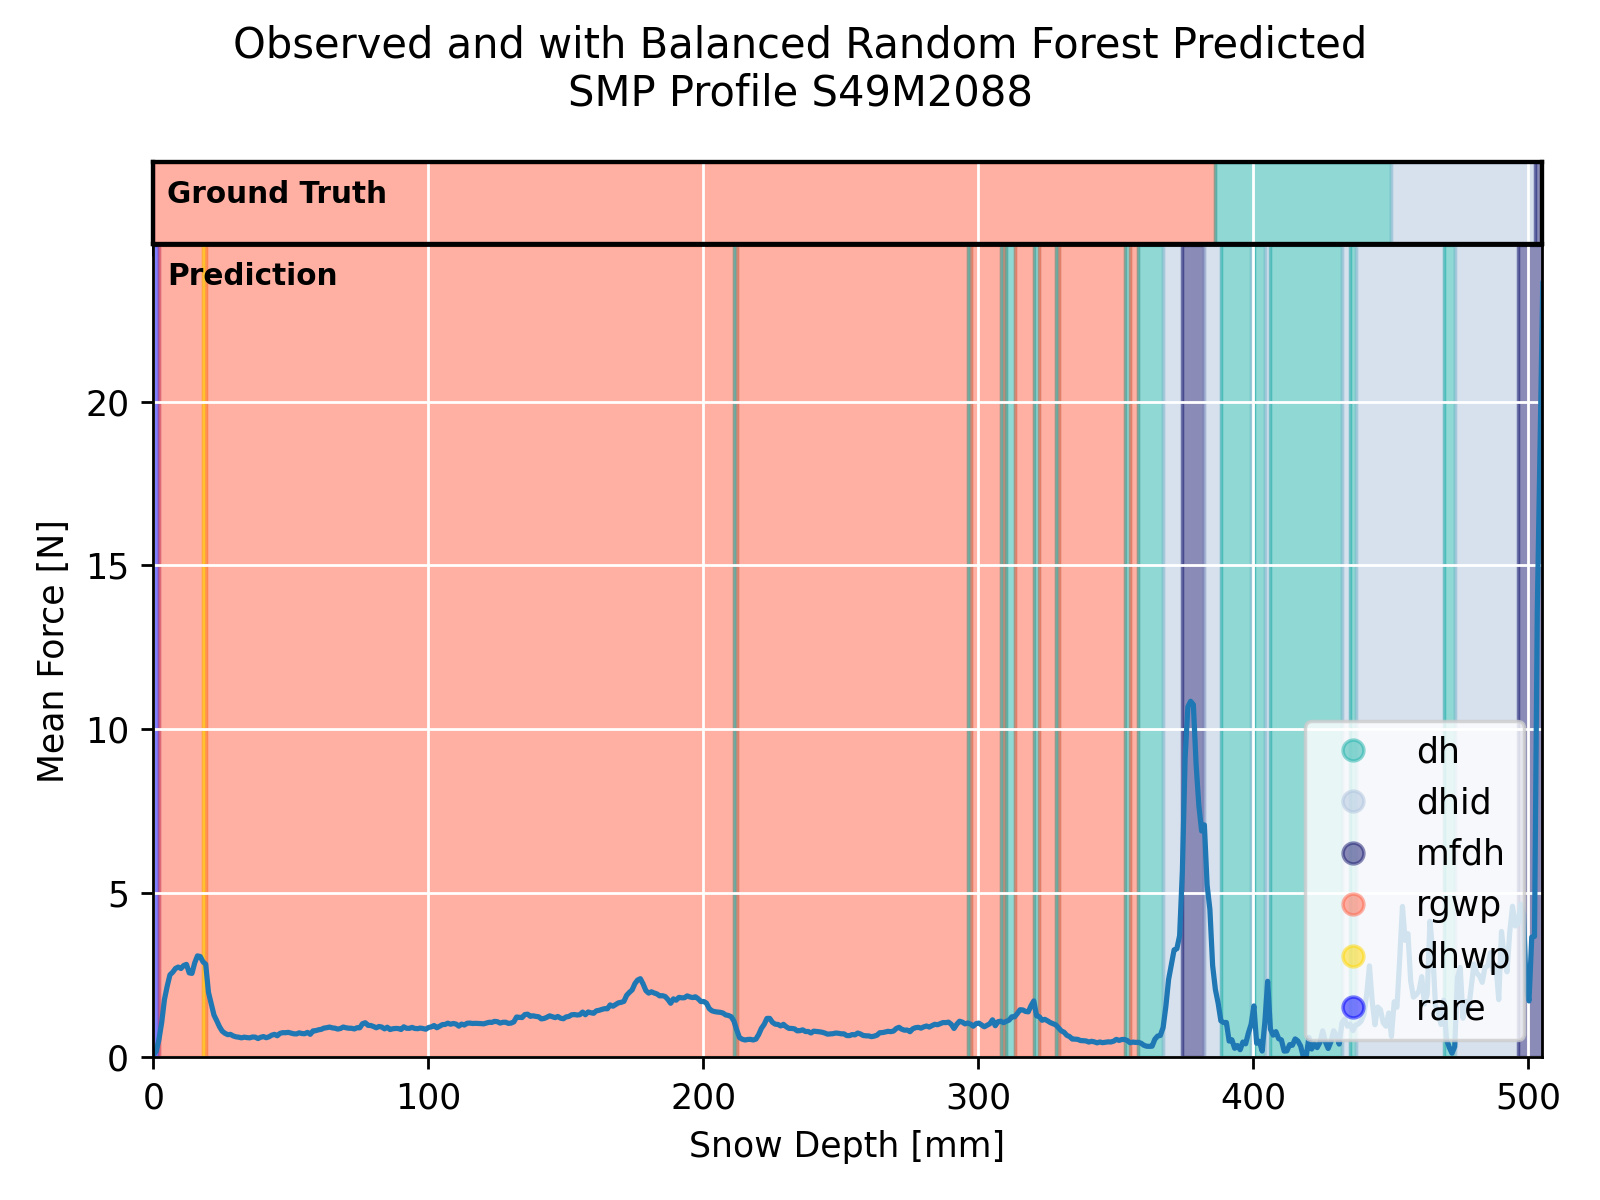 Observed and with Balanced Random Forest Predicted
SMP Profile S49M2088
Ground Truth
Prediction
20
15
10
5
0
Mean Force [N]
dh
dhid
mfdh
rgwp
dhwp
rare
0 100 200 300 400 500
Snow Depth [mm]